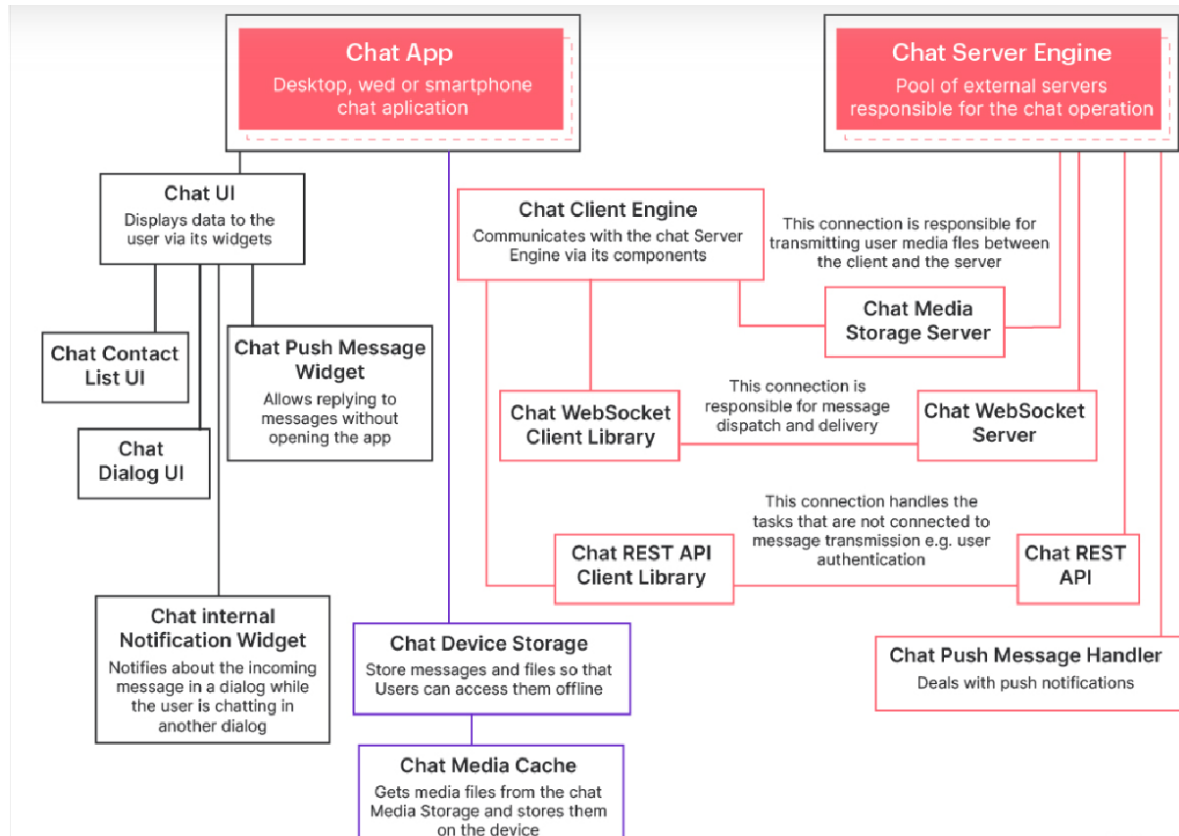 Chat App
Desktop, wed or smartphone
chat aplication
Chat Server Engine
Pool of external servers
responsible for the chat operation
Chat UI
Displays data to the
user via its widgets
Chat Client Engine
Communicates with the chat Server
Engine via its components
This connection is responsible for
transmitting user media fles between
the client and the server
Chat Media
Storage Server
Chat Contact
List UI
Chat Push Message
Widget
Allows replying to
messages without
opening the app
Chat
Dialog UI
Chat WebSocket
Client Library
This connection is
responsible for message
dispatch and delivery
Chat WebSocket
Server
This connection handles the
tasks that are not connected to
message transmission e.g. user
authentication
Chat REST API
Client Library
Chat REST
API
Chat internal
Notification Widget
Notifies about the incoming
message in a dialog while
the user is chatting in
another dialog
Chat Device Storage
Store messages and files so that
Users can access them offline
Chat Push Message Handler
Deals with push notifications
Chat Media Cache
Gets media files from the chat
Media Storage and stores them
on the device